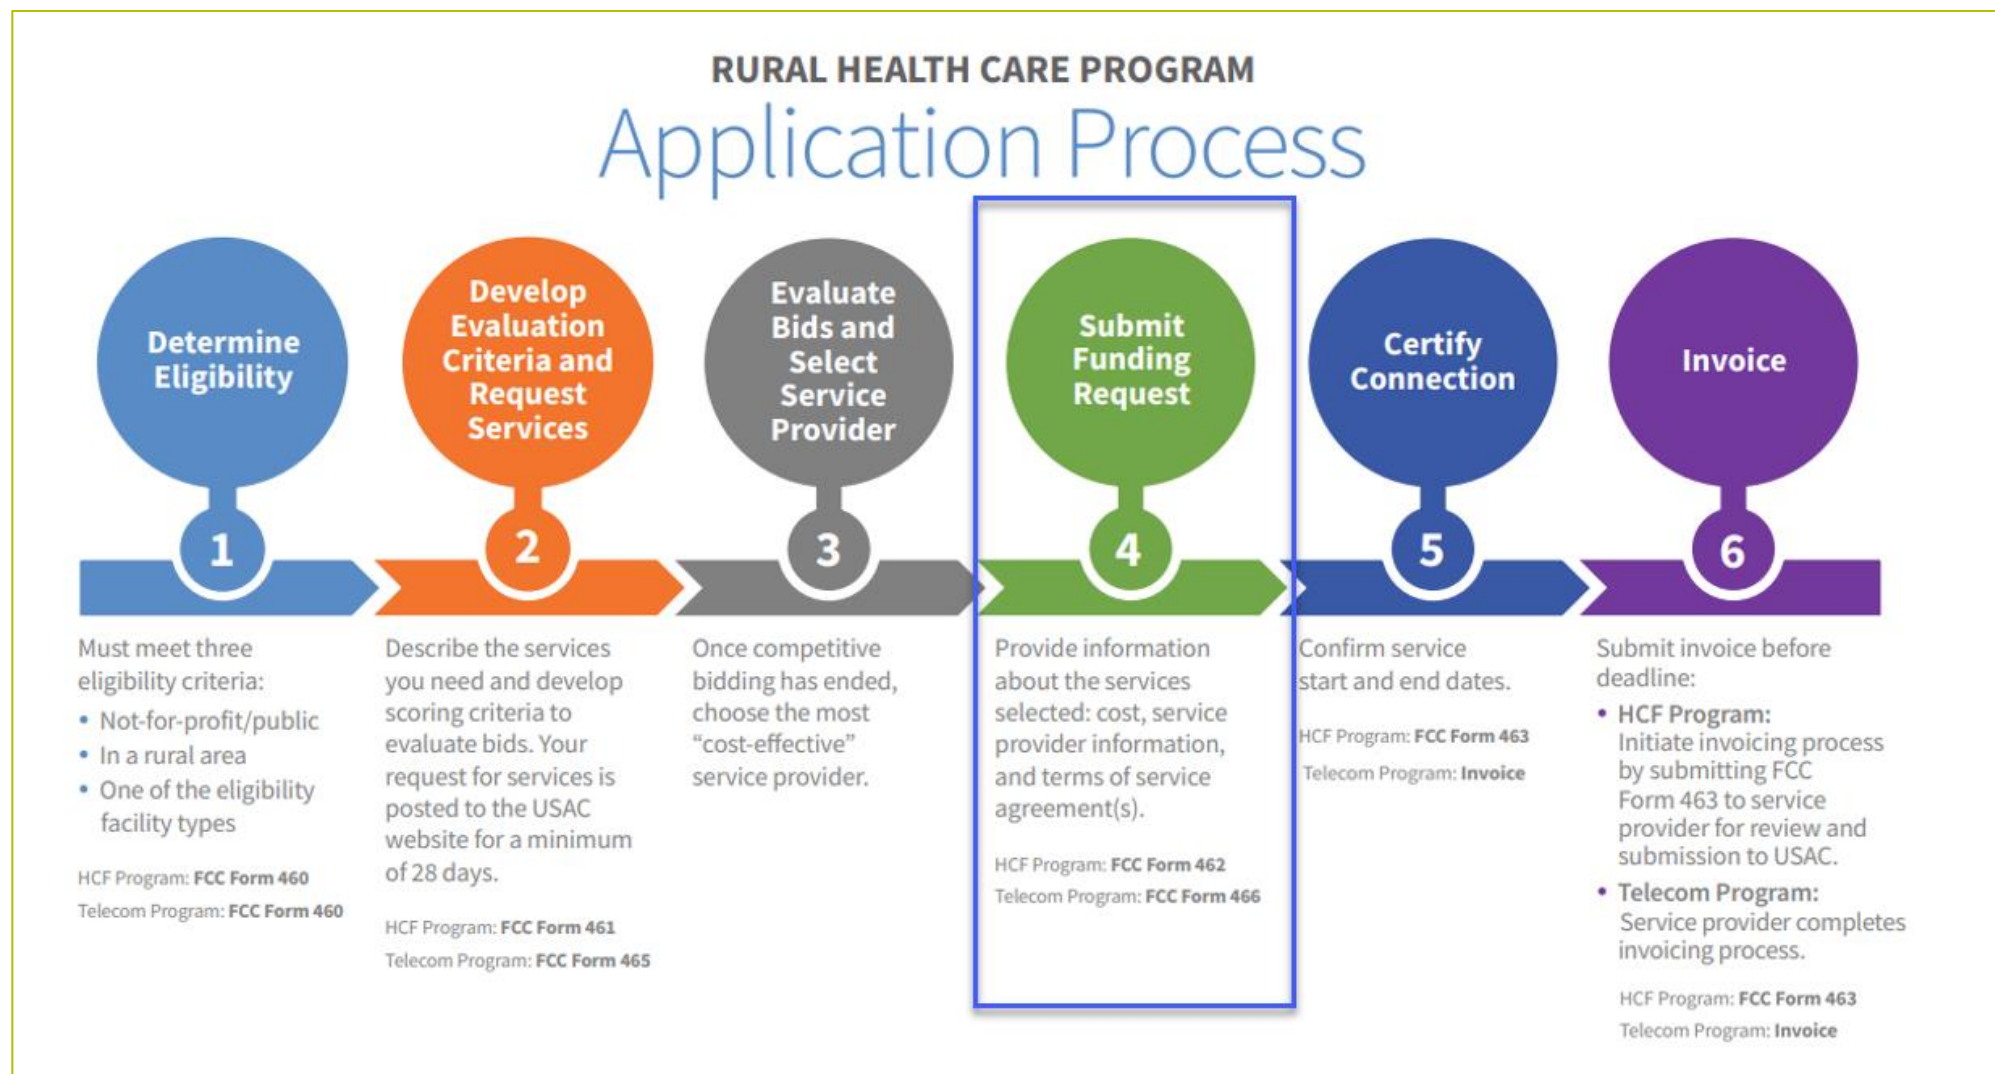 RURAL HEALTH CARE PROGRAM
Application Process
Determine
Eligibility
1
Must meet three
eligibility criteria:
• Not-for-profit/public
• In a rural area
• One of the eligibility
facility types
HCF Program: FCC Form 460
Telecom Program: FCC Form 460
Develop
Evaluation
Criteria and
Request
Services
2
Describe the services
you need and develop
scoring criteria to
evaluate bids. Your
request for services is
posted to the USAC
website for a minimum
of 28 days.
HCF Program: FCC Form 461
Telecom Program: FCC Form 465
Evaluate
Bids and
Select
Service
Provider
3
Once competitive
bidding has ended,
choose the most
“cost-effective”
service provider.
Submit
Funding
Request
4
Provide information
about the services
selected: cost, service
provider information,
and terms of service
agreement(s).
HCF Program: FCC Form 462
Telecom Program: FCC Form 466
Certify
Connection
5
Confirm service
start and end dates.
HCF Program: FCC Form 463
Telecom Program: Invoice
Invoice
6
Submit invoice before
deadline:
• HCF Program:
Initiate invoicing process
by submitting FCC
Form 463 to service
provider for review and
submission to USAC.
• Telecom Program:
Service provider completes
invoicing process.
HCF Program: FCC Form 463
Telecom Program: Invoice